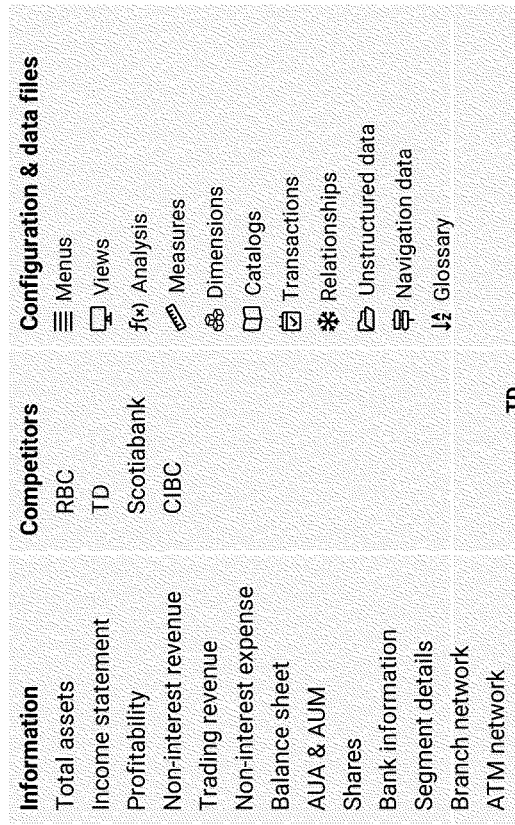 Information
Total assets
Income statement
Profitability
Non-interest revenue
Trading revenue
Non-interest expense
Balance sheet
AUA & AUM
Shares
Bank information
Segment details
Branch network
ATM network
Competitors
RBC
TD
Scotiabank
CIBC
Configuration & data files
Menus
Views
f(x) Analysis
Measures
Dimensions
Catalogs
Transactions
Relationships
Unstructured data
Navigation data
Glossary
TD